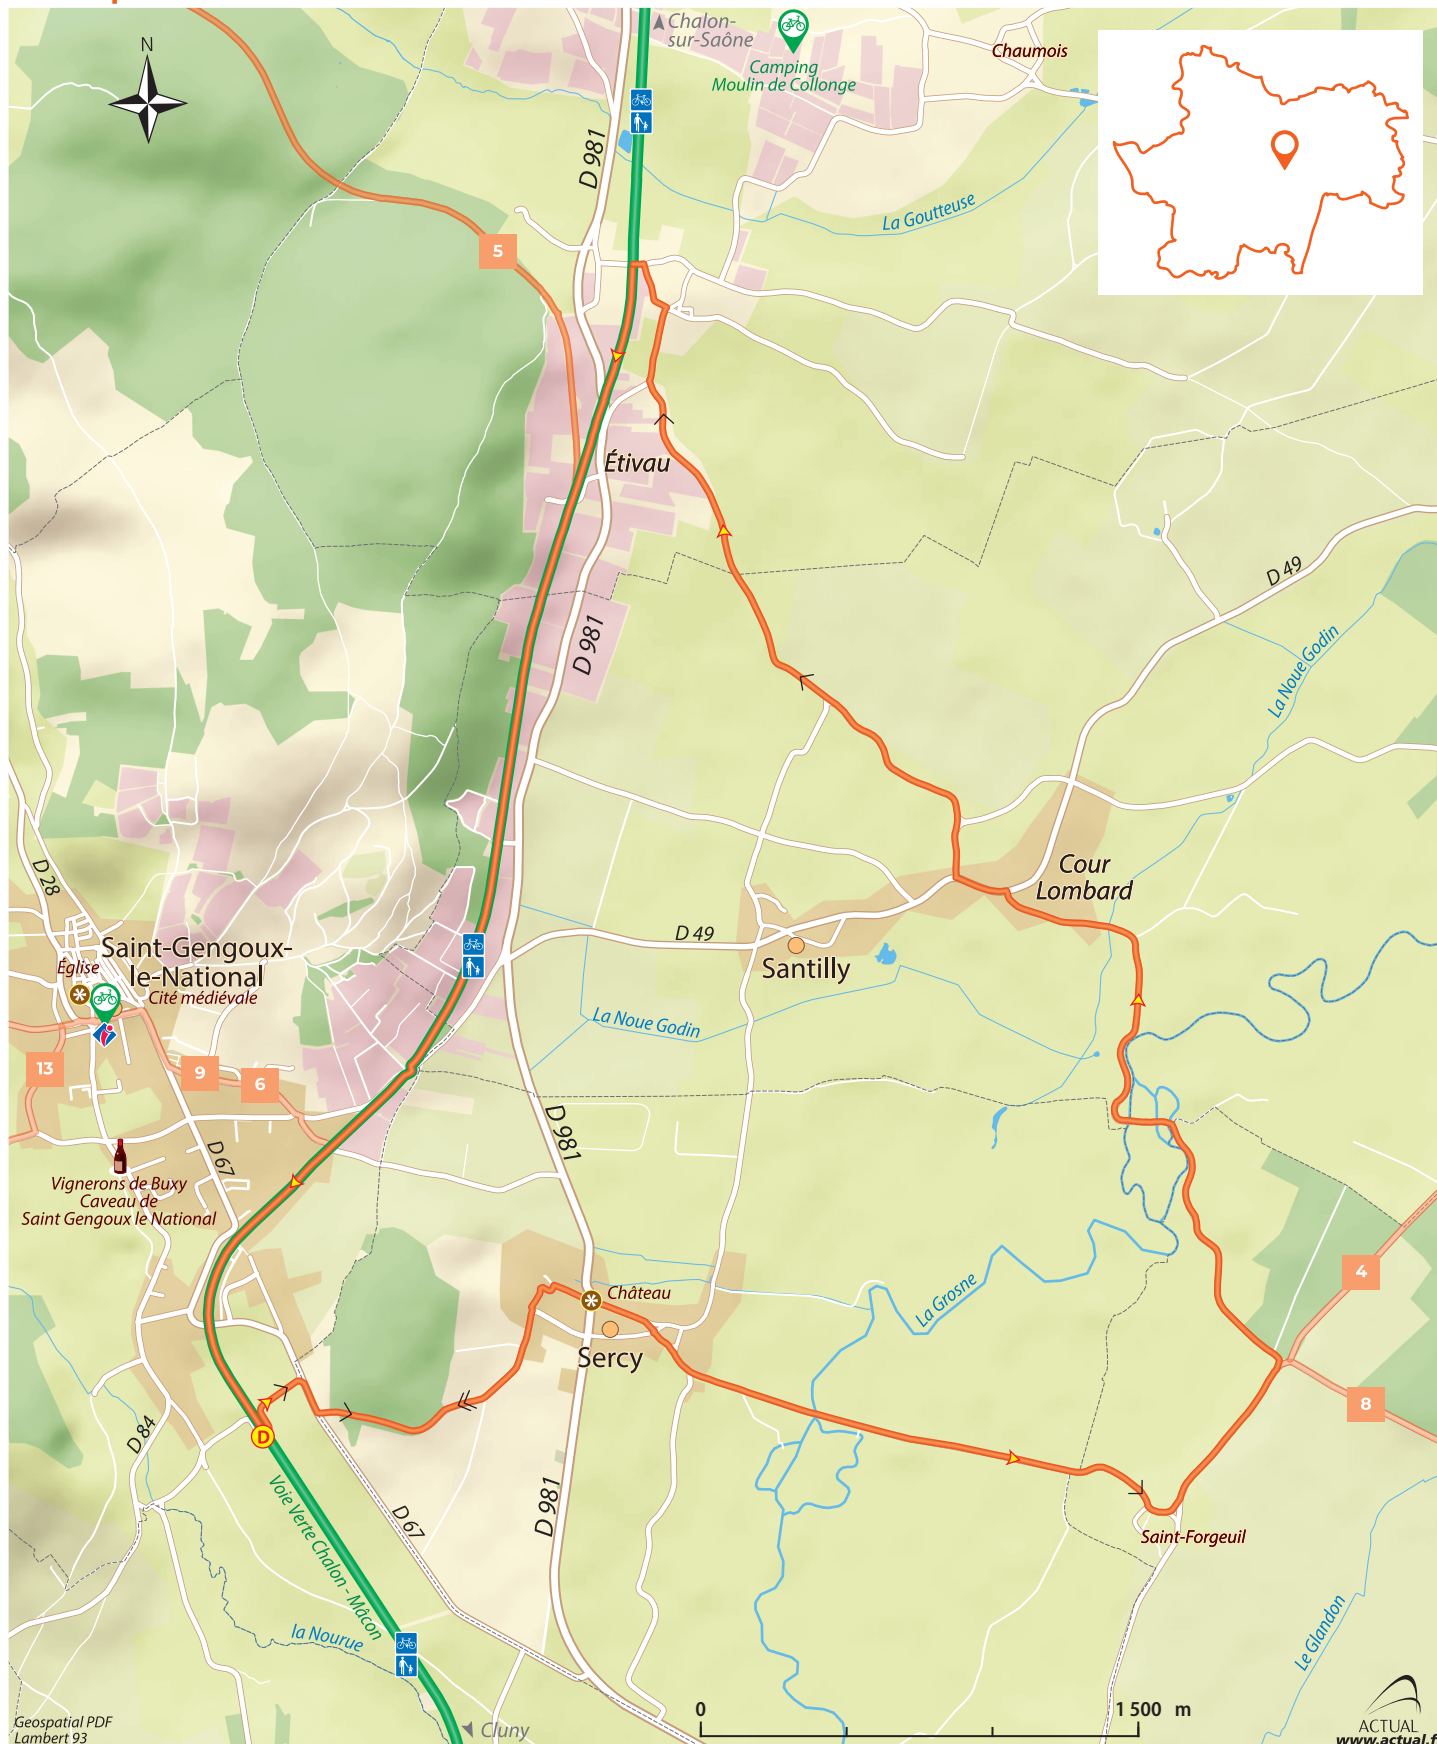 Chalon-
sur-Saône
Camping
Moulin de Collonge
Chaumois
N
D 981
La Goutteuse
5
Étivau
D 49
D 981
La Noue Godin
Cour
Lombard
D 28
Saint-Gengoux-
le-National
Église
Cité médiévale
D 49
Santilly
La Noue Godin
13
9
6
D 981
D 67
Vignerons de Buxy
Caveau de
Saint Gengoux le National
4
La Grosne
Château
Sercy
8
D
D 84
D 67
D 981
Voie Verte Chalon - Mâcon
Saint-Forgeuil
la Nourue
Le Glandon
0
1 500 m
Cluny
Geospatial PDF
Lambert 93
ACTUAL
www.actual.f